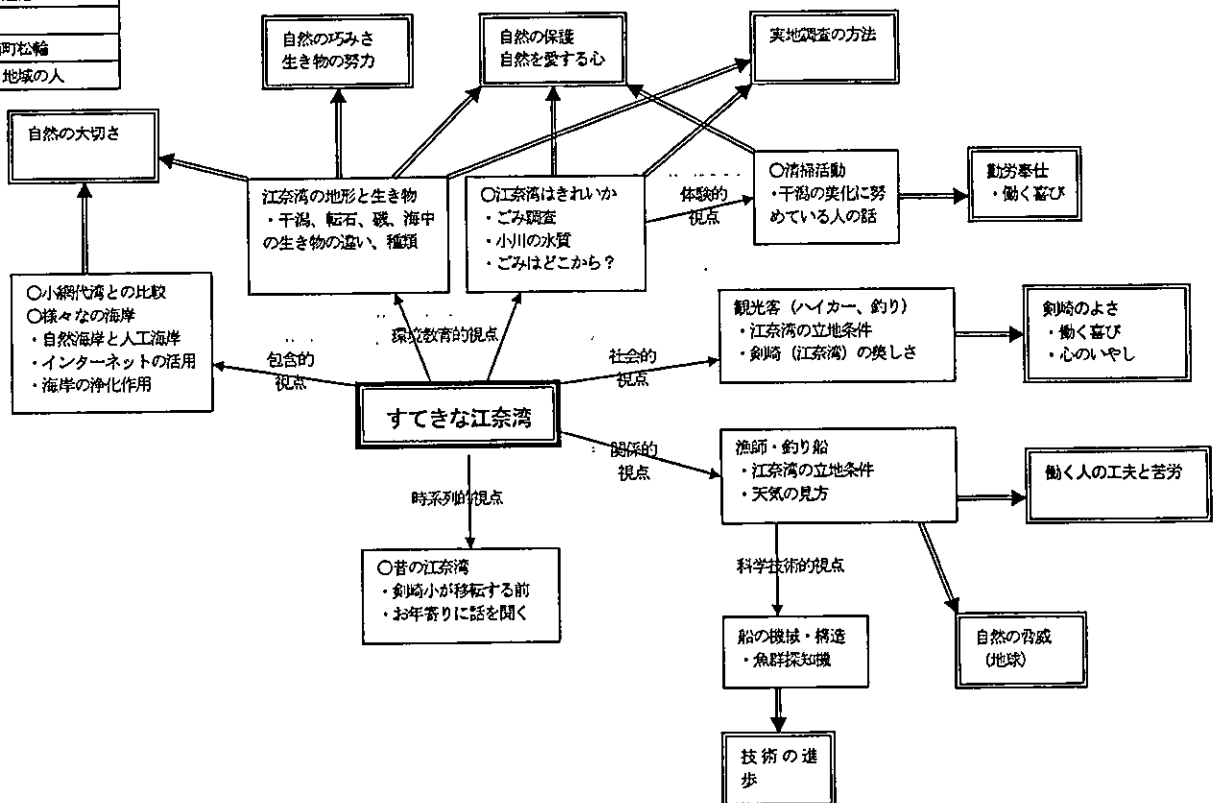 町松輪
地域の人
自然の巧みさ
生き物の努力
自然の保護
自然を愛する心
実地調査の方法
自然の大切さ
江奈湾の地形と生き物
・干潟、転石、磯、海中
の生き物の違い、種類
○江奈湾はきれいか
・ごみ調査
・小川の水質
・ごみはどこから？
体験的
視点
○清掃活動
・干潟の美化に努
めている人の話
勤労奉仕
・働く喜び
○小網代湾との比較
○様々なの海岸
・自然海岸と人工海岸
・インターネットの活用
・海岸の浄化作用
包含的
視点
環境教育的視点
社会的
視点
観光客（ハイカー、釣り）
・江奈湾の立地条件
・剣崎（江奈湾）の美しさ
剣崎のよさ
・働く喜び
・心のいやし
すてきな江奈湾
関係的
視点
漁師・釣り船
・江奈湾の立地条件
・天気の見方
働く人の工夫と苦労
時系列的視点
○昔の江奈湾
・剣崎小が移転する前
・お年寄りに話を聞く
科学技術的視点
船の機械・構造
・魚群探知機
自然の脅威
（地球）
技術の進
歩